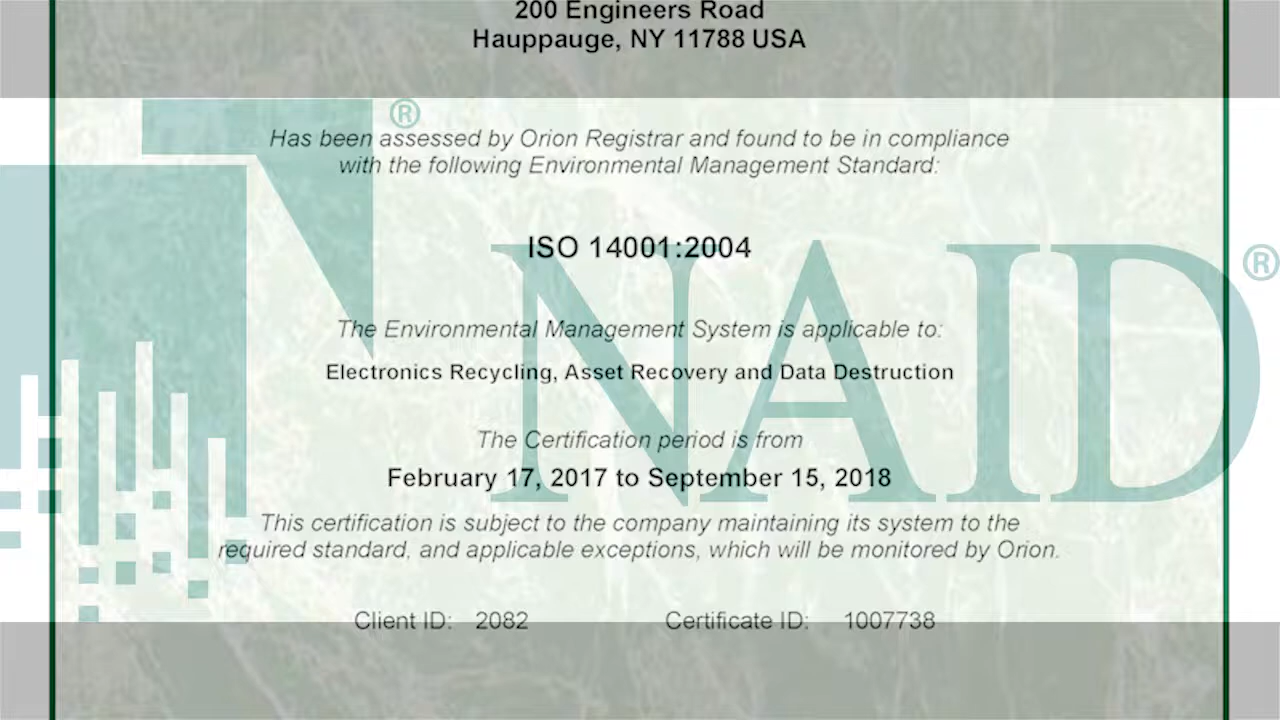 200 Engineers Road
Hauppauge, NY 11788 USA
®
Has been assessed by Orion Registrar and found to be in compliance
with the following Environmental Management Standard:
ISO 14001:2004
NAID®
The Environmental Management System is applicable to:
Electronics Recycling, Asset Recovery and Data Destruction
The Certification period is from
February 17, 2017 to September 15, 2018
This certification is subject to the company maintaining its system to the
required standard, and applicable exceptions, which will be monitored by Orion.
Client ID: 2082 Certificate ID: 1007738